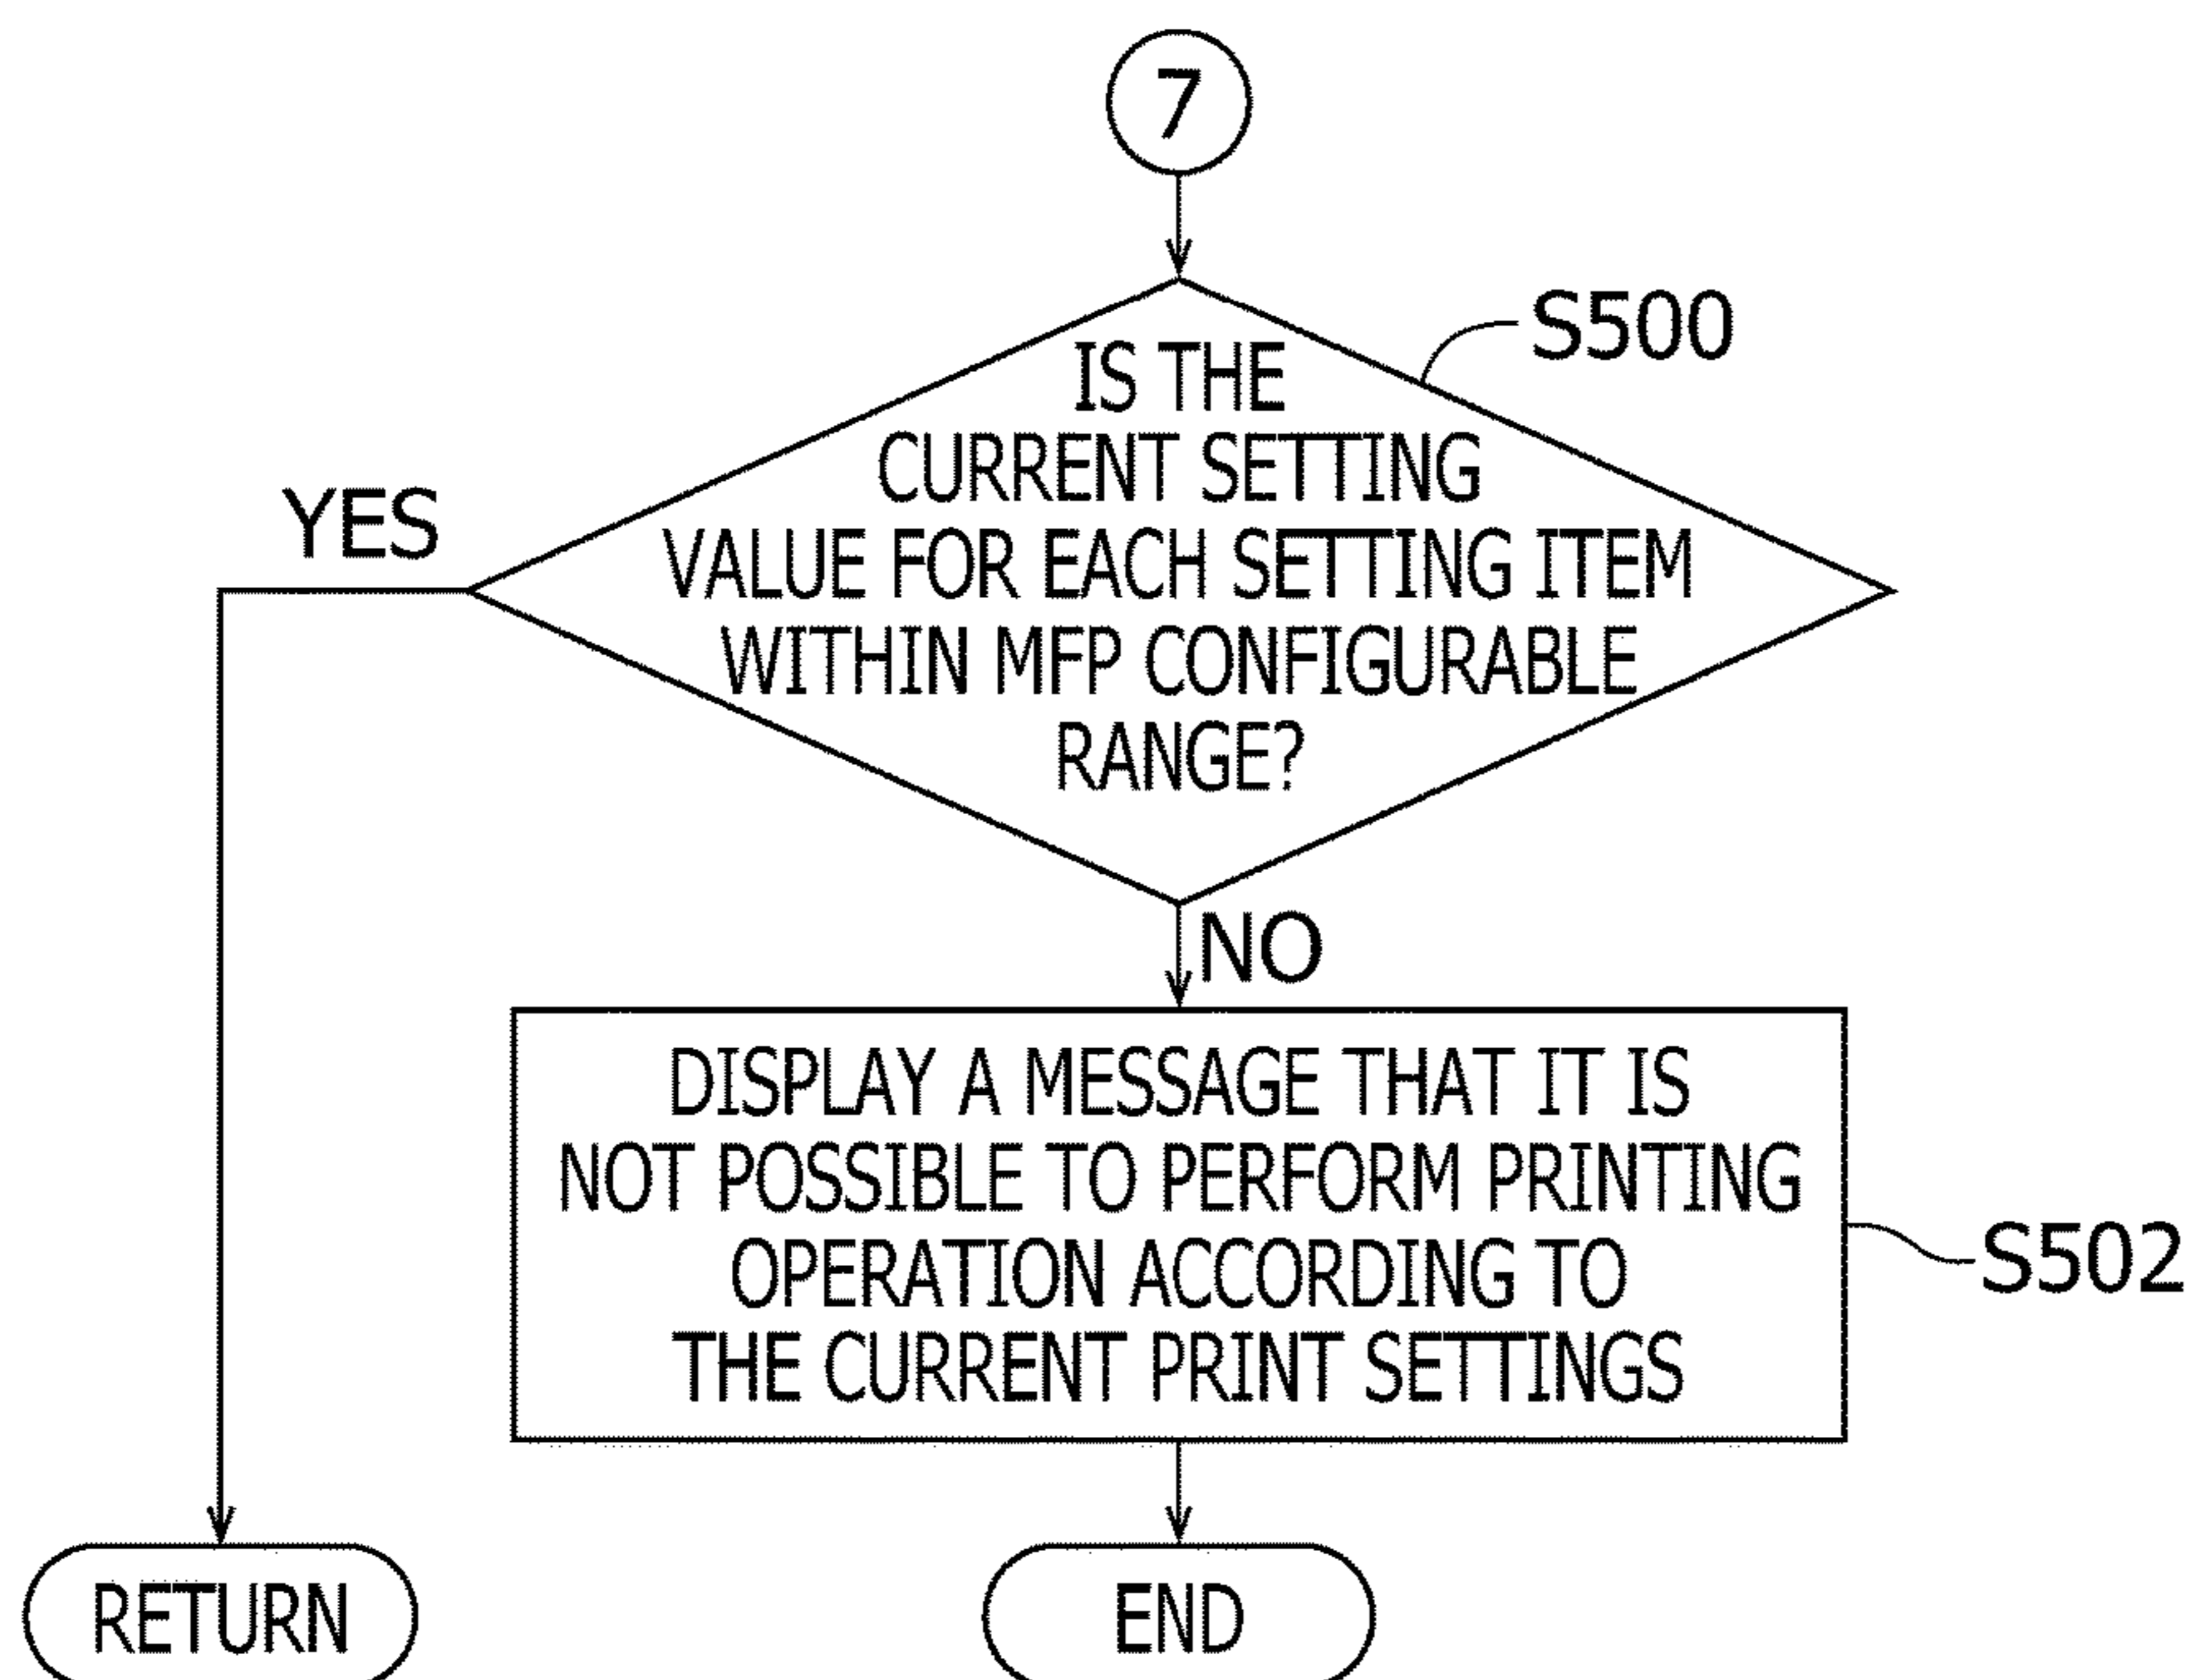 7
S500
IS THE
CURRENT SETTING
VALUE FOR EACH SETTING ITEM
WITHIN MFP CONFIGURABLE
RANGE?
YES
NO
DISPLAY A MESSAGE THAT IT IS
NOT POSSIBLE TO PERFORM PRINTING
OPERATION ACCORDING TO
THE CURRENT PRINT SETTINGS
S502
RETURN
END